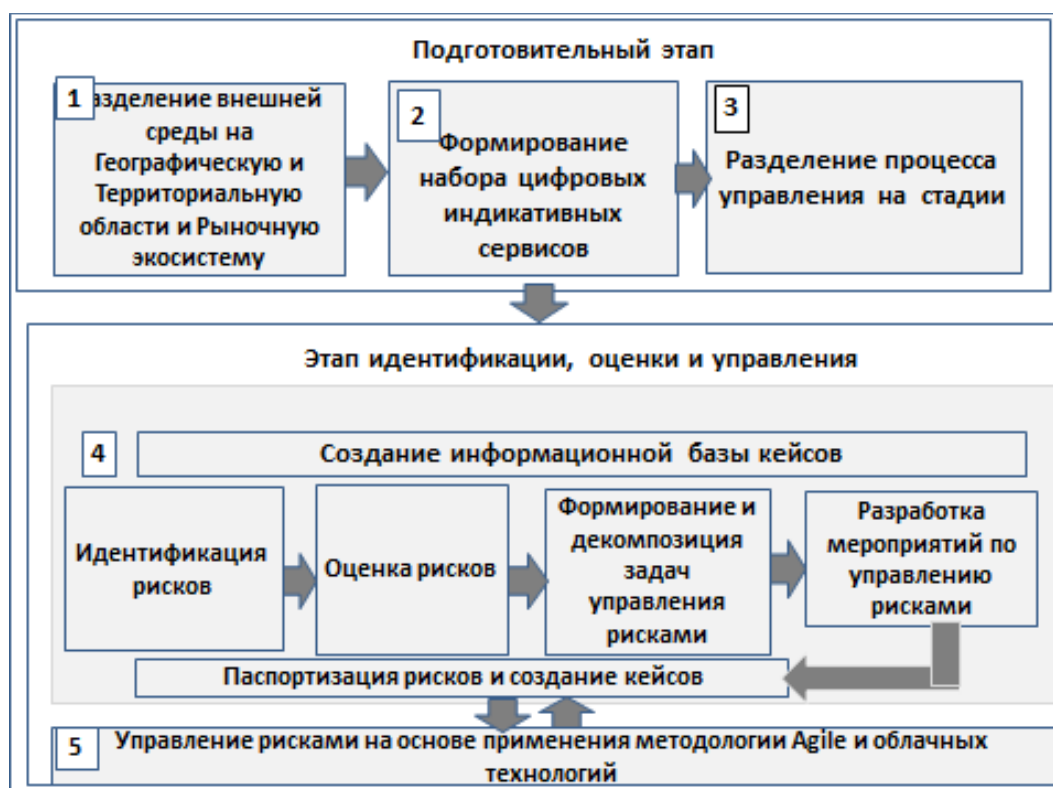 Подготовительный этап
1
азделение внешней
среды на
Географическую и
Территориальную
области и Рыночную
экосистему
2
Формирование
набора цифровых
индикативных
сервисов
3
Разделение процесса
управления на стадии
Этап идентификации, оценки и управления
4
Создание информационной базы кейсов
Идентификация
рисков
Оценка рисков
Формирование и
декомпозиция
задач
управления
рисками
Разработка
мероприятий по
управлению
рисками
Паспортизация рисков и создание кейсов
5
Управление рисками на основе применения методологии Agile и облачных
технологий